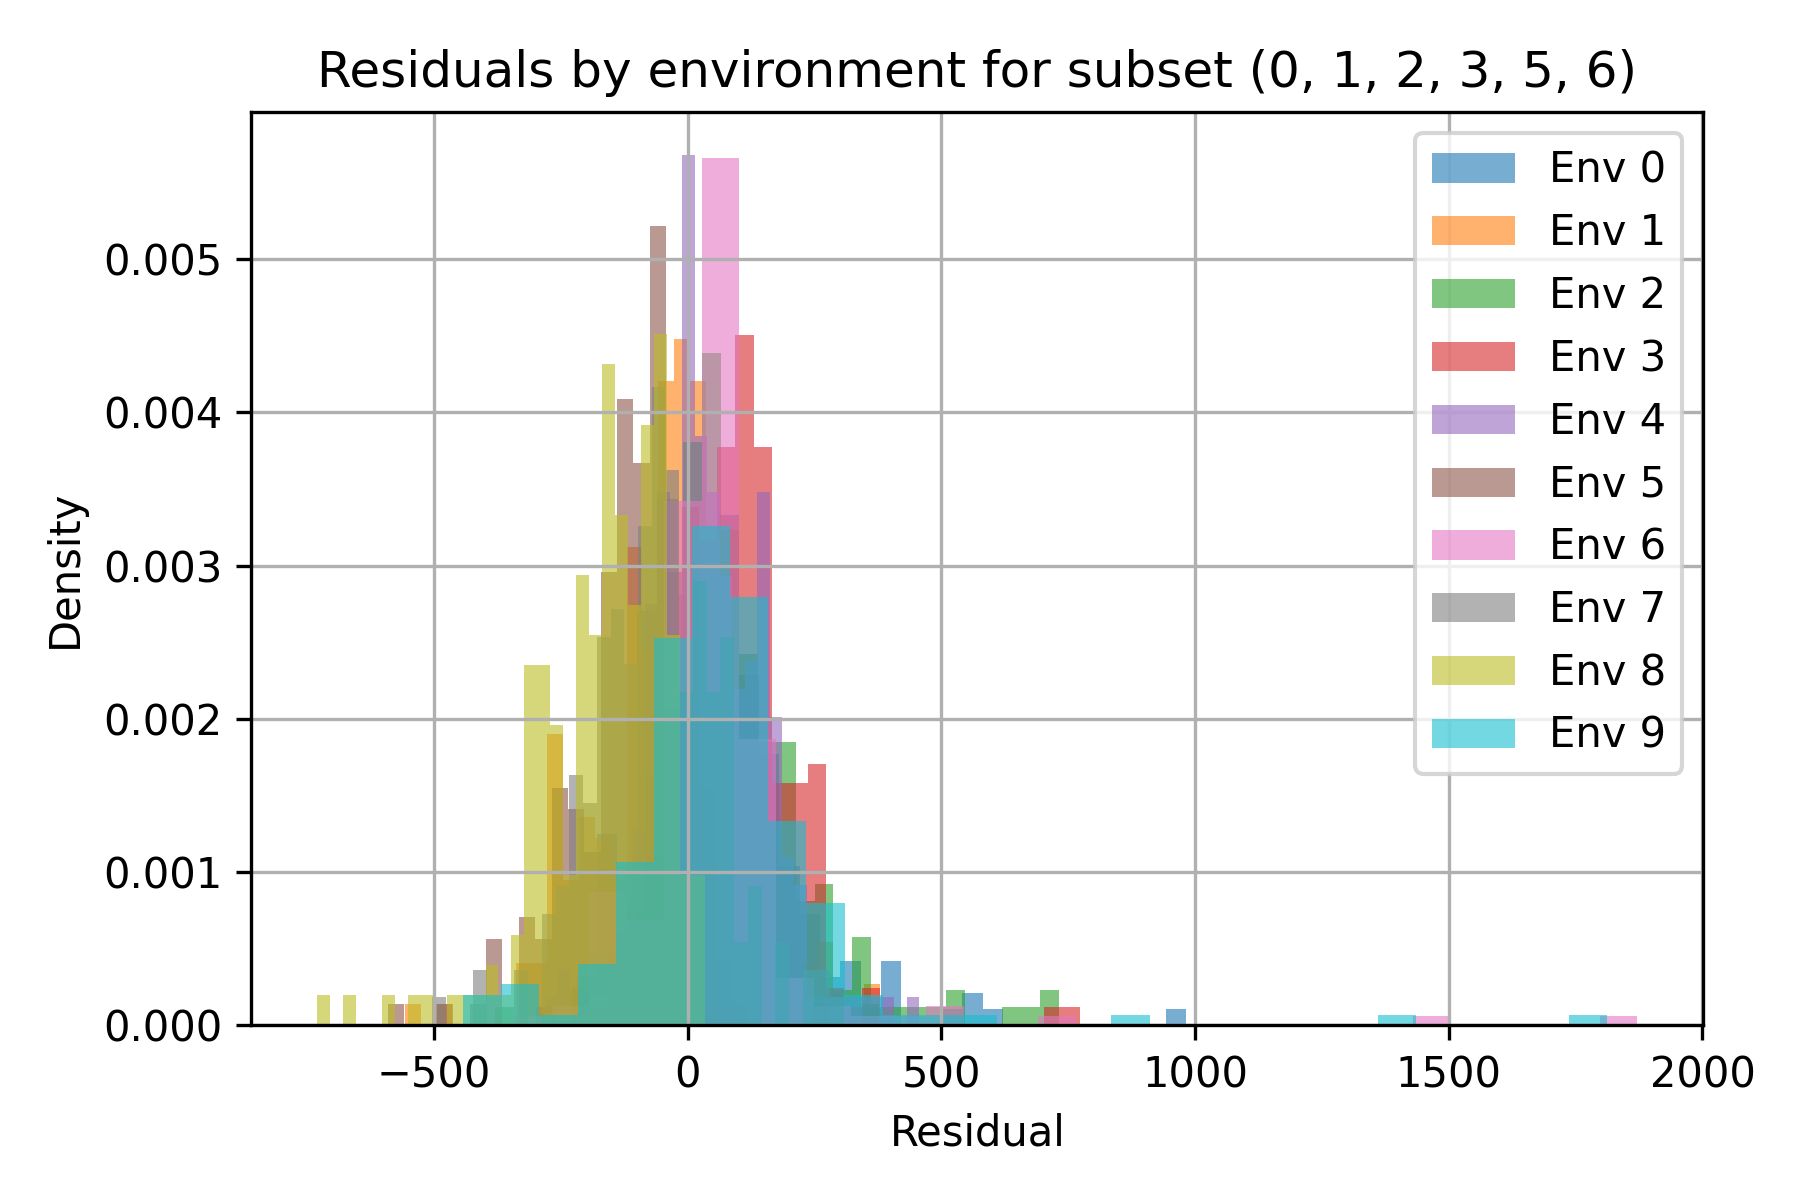 Residuals by environment for subset (0, 1, 2, 3, 5, 6)
Density
0.005
0.004
0.003
0.002
0.001
0.000
−500
0
500
1000
1500
2000
Residual
Env 0
Env 1
Env 2
Env 3
Env 4
Env 5
Env 6
Env 7
Env 8
Env 9